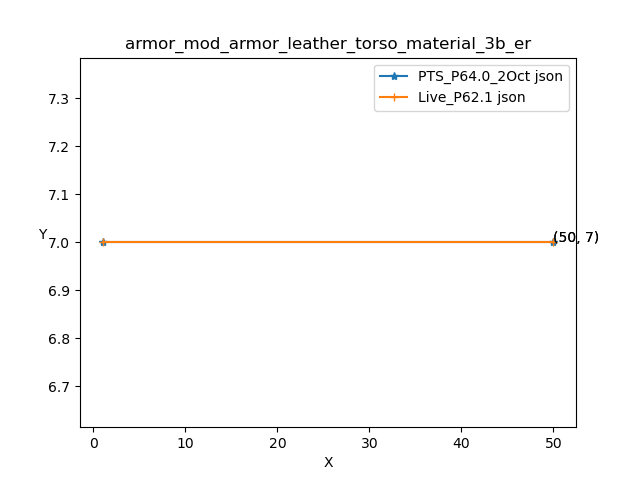 armor_mod_armor_leather_torso_material_3b_er
PTS_P64.0_2Oct json
Live_P62.1 json
7.3
7.2
7.1
Y
7.0
(50, 7)
6.9
6.8
6.7
0 10 20 30 40 50
X